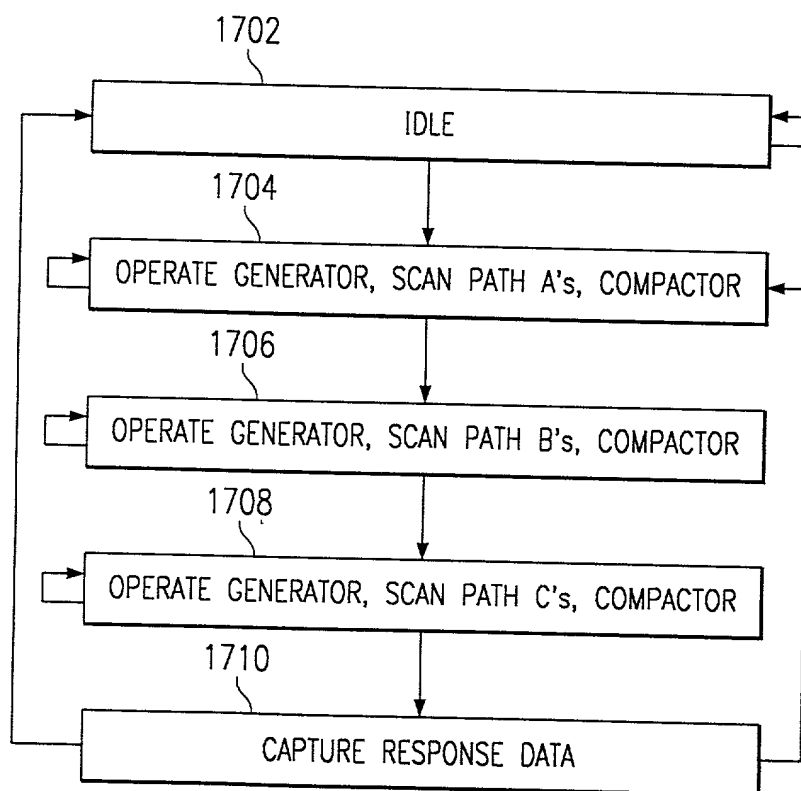 1702
IDLE
1704
OPERATE GENERATOR, SCAN PATH A's, COMPACTOR
1706
OPERATE GENERATOR, SCAN PATH B's, COMPACTOR
1708
OPERATE GENERATOR, SCAN PATH C's, COMPACTOR
1710
CAPTURE RESPONSE DATA